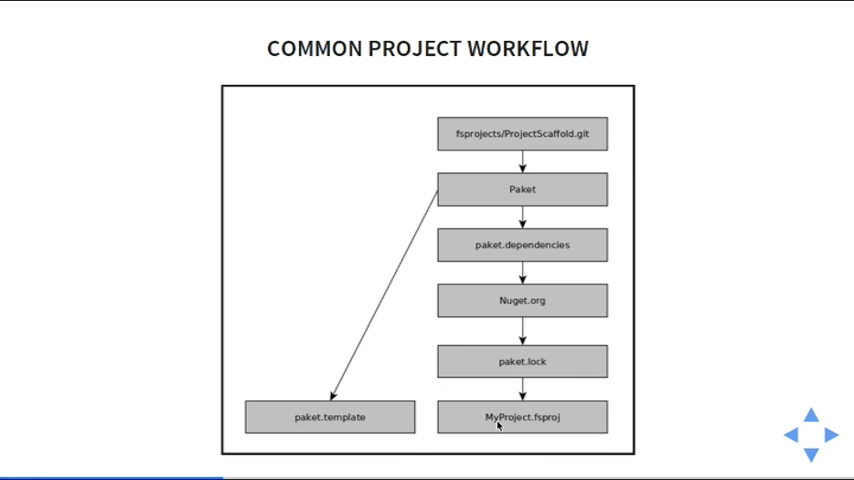 COMMON PROJECT WORKFLOW
fsprojects/ProjectScaffold.git
Paket
paket.dependencies
Nuget.org
paket.lock
paket.template
MyProject.fsproj